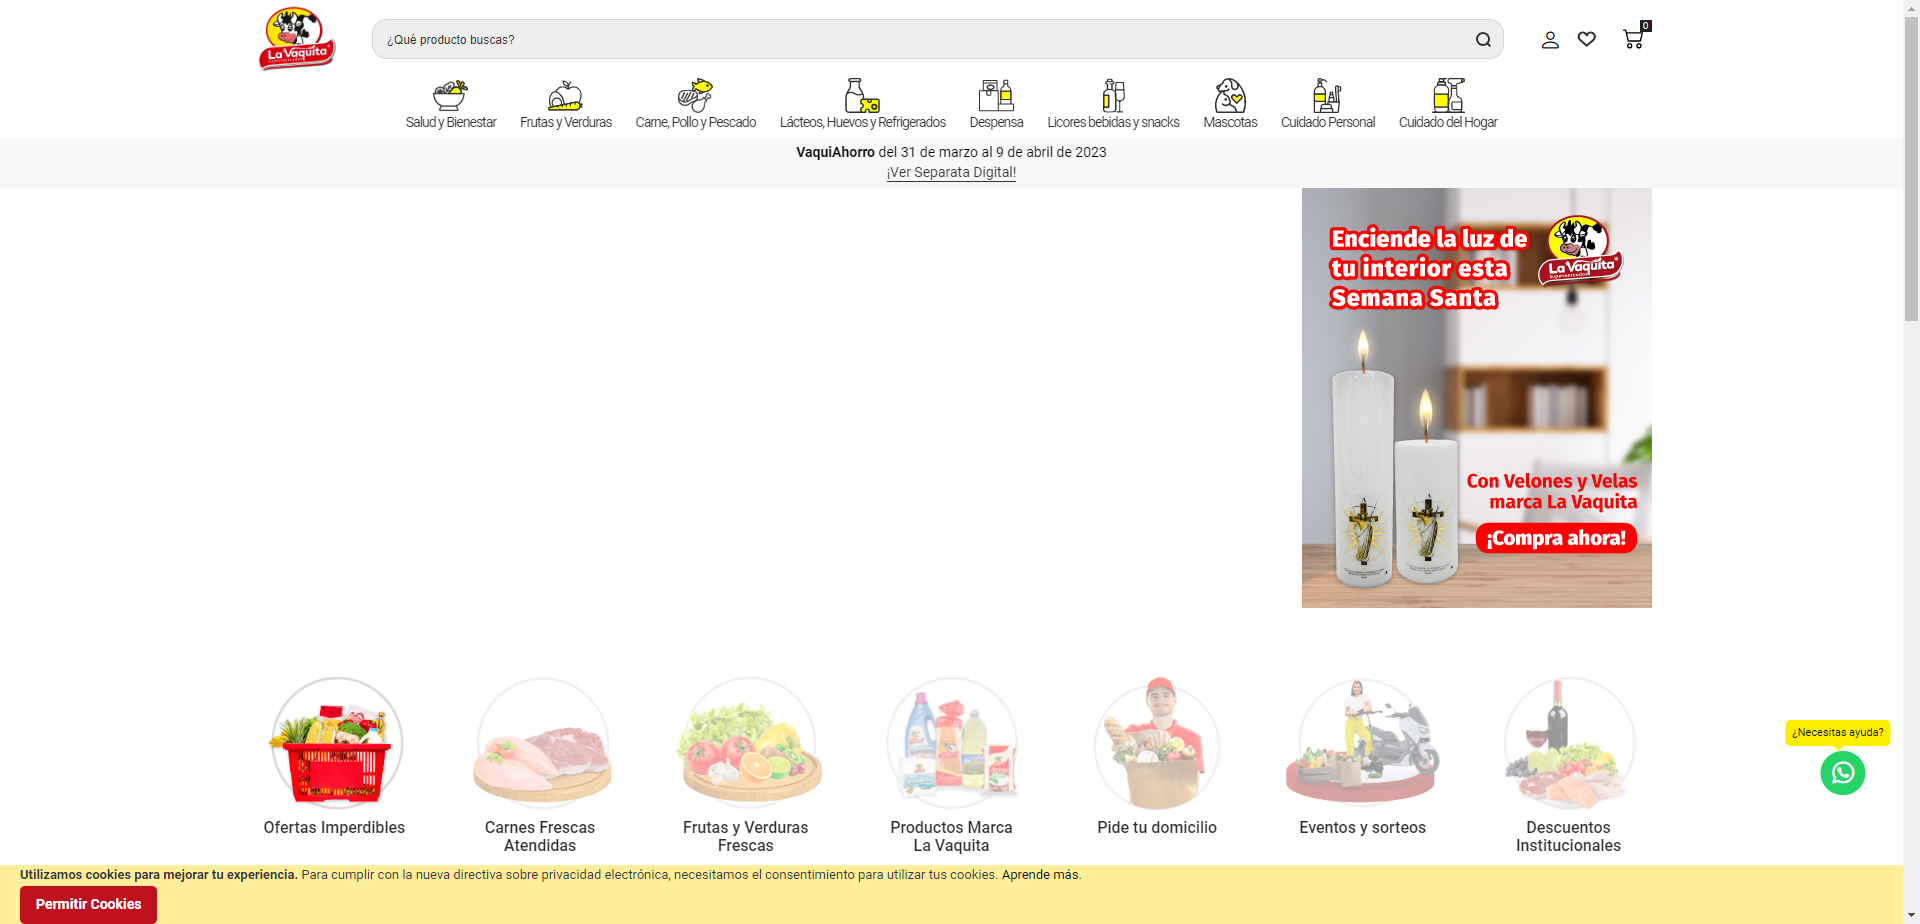 La Vaquita
Supermercados
¿Qué producto buscas?
0
Salud y Bienestar
Frutas y Verduras
Carne, Pollo y Pescado
Lácteos, Huevos y Refrigerados
Despensa
Licores bebidas y snacks
Mascotas
Cuidado Personal
Cuidado del Hogar
VaquiAhorro del 31 de marzo al 9 de abril de 2023
¡Ver Separata Digital!
Enciende la luz de
tu interior esta
Semana Santa
La Vaquita
Supermercados
Con Velones y Velas
marca La Vaquita
¡Compra ahora!
¿Necesitas ayuda?
Ofertas Imperdibles
Carnes Frescas
Atendidas
Frutas y Verduras
Frescas
Productos Marca
La Vaquita
Pide tu domicilio
Eventos y sorteos
Descuentos
Institucionales
Utilizamos cookies para mejorar tu experiencia. Para cumplir con la nueva directiva sobre privacidad electrónica, necesitamos el consentimiento para utilizar tus cookies. Aprende más.
Permitir Cookies